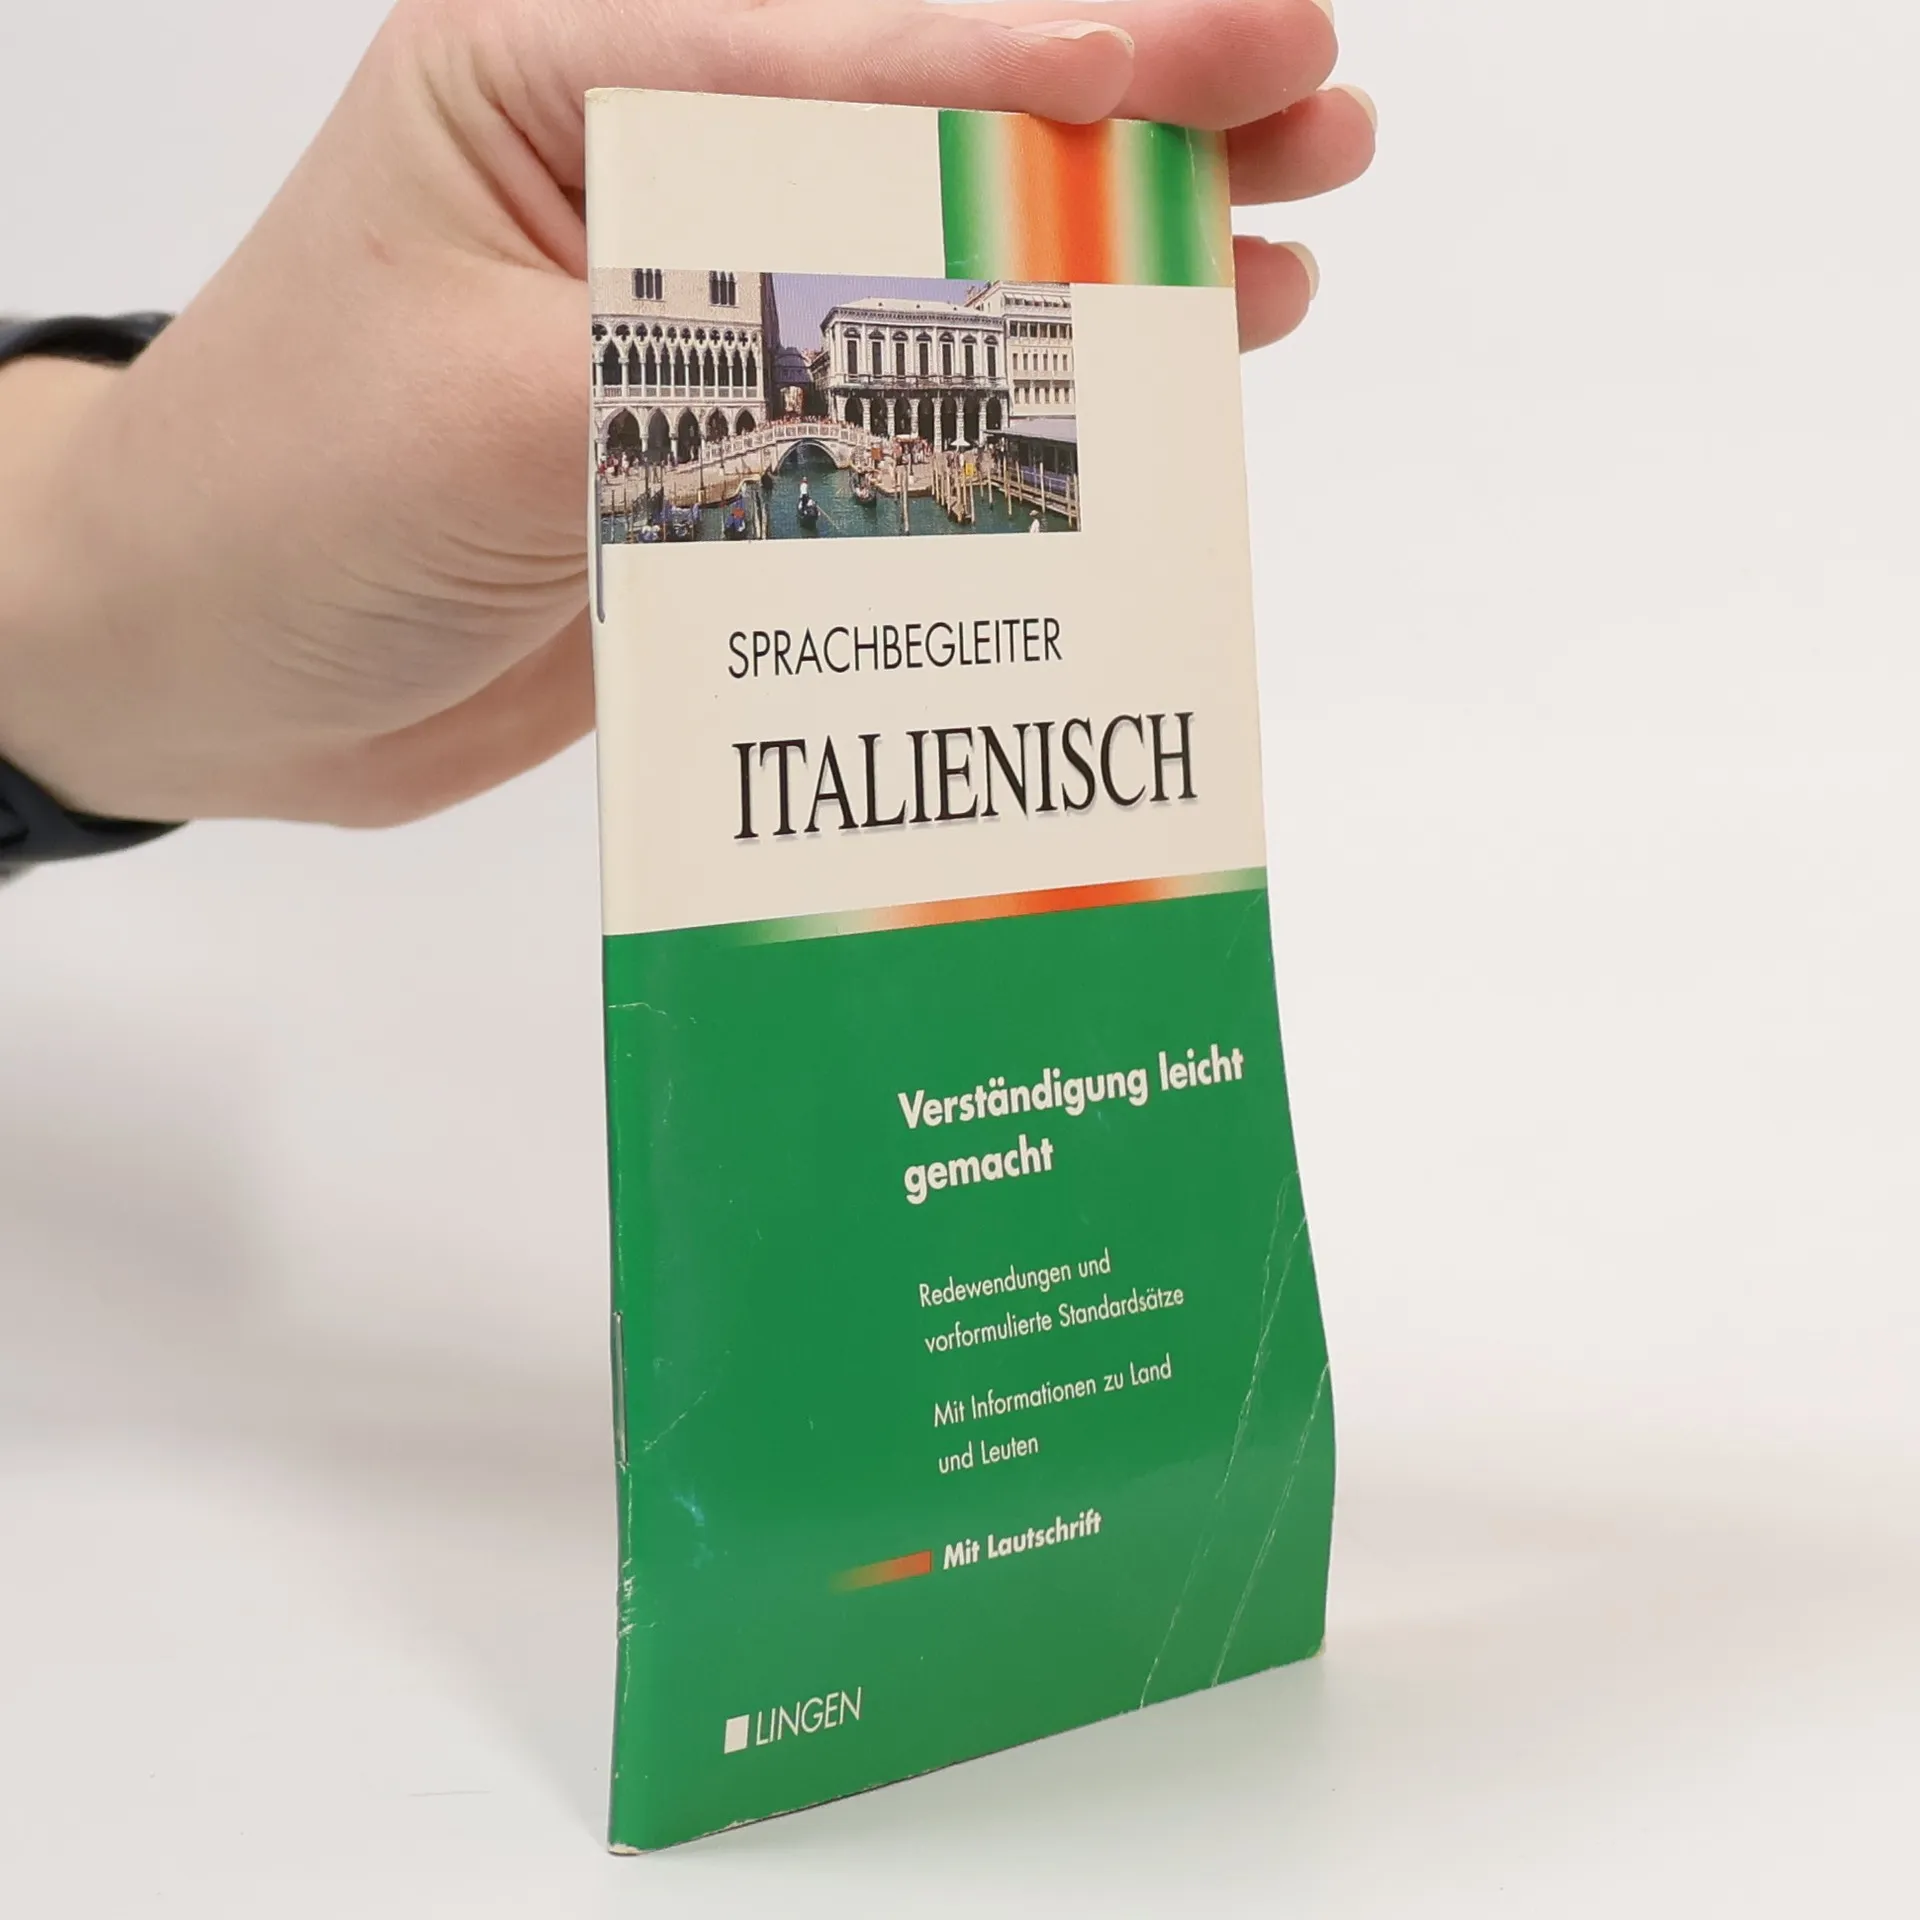 SPRACHBEGLEITER
ITALIENISCH
Verständigung leicht
gemacht
Redewendungen und
vorformulierte Standardsätze
Mit Informationen zu Land
und Leuten
Mit Lautschrift
LINGEN